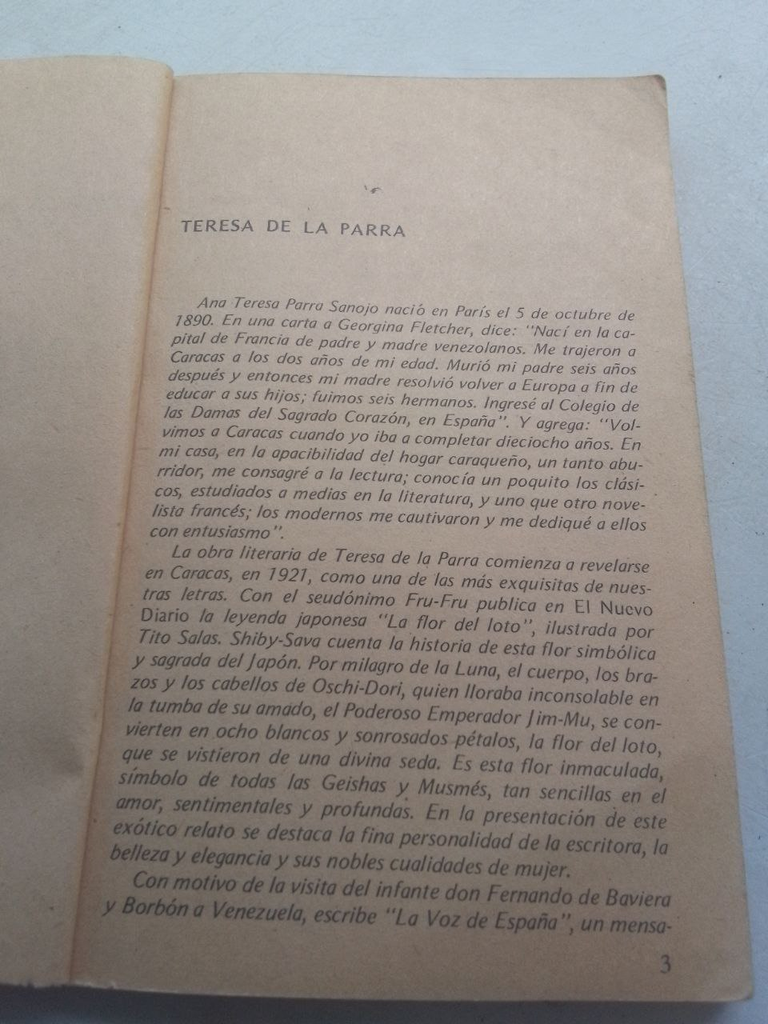 TERESA DE LA PARRA
Ana Teresa Parra Sanojo nació en París el 5 de octubre de
1890. En una carta a Georgina Fletcher, dice: "Nací en la ca-
pital de Francia de padre y madre venezolanos. Me trajeron a
Caracas a los dos años de mi edad. Murió mi padre seis años
después y entonces mi madre resolvió volver a Europa a fin de
educar a sus hijos; fuimos seis hermanos. Ingresé al Colegio de
las Damas del Sagrado Corazón, en España". Y agrega: "Vol-
vimos a Caracas cuando yo iba a completar dieciocho años. En
mi casa, en la apacibilidad del hogar caraqueño, un tanto abu-
rridor, me consagré a la lectura; conocía un poquito los clási-
cos, estudiados a medias en la literatura, y uno que otro nove-
lista francés; los modernos me cautivaron y me dediqué a ellos
con entusiasmo".
La obra literaria de Teresa de la Parra comienza a revelarse
en Caracas, en 1921, como una de las más exquisitas de nues-
tras letras. Con el seudónimo Fru-Fru publica en El Nuevo
Diario la leyenda japonesa "La flor del loto", ilustrada por
Tito Salas. Shiby-Sava cuenta la historia de esta flor simbólica
y sagrada del Japón. Por milagro de la Luna, el cuerpo, los bra-
zos y los cabellos de Oschi-Dori, quien lloraba inconsolable en
la tumba de su amado, el Poderoso Emperador Jim-Mu, se con-
vierten en ocho blancos y sonrosados pétalos, la flor del loto,
que se vistieron de una divina seda. Es esta flor inmaculada,
símbolo de todas las Geishas y Musmés, tan sencillas en el
amor, sentimentales y profundas. En la presentación de este
exótico relato se destaca la fina personalidad de la escritora, la
belleza y elegancia y sus nobles cualidades de mujer.
Con motivo de la visita del infante don Fernando de Baviera
y Borbón a Venezuela, escribe "La Voz de España", un mensa-
3